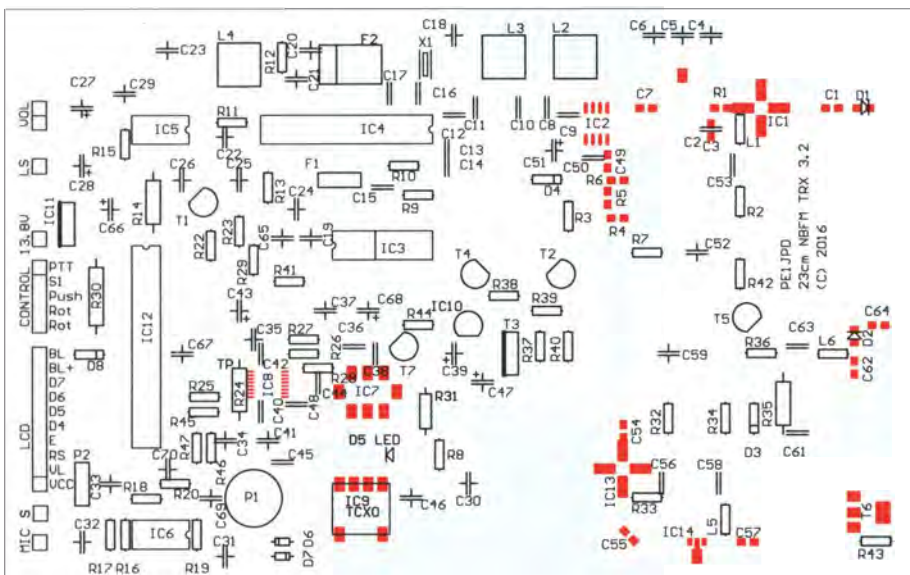 C23
L4
R12
C20
C21
F2
C17
C18
X1
C16
L3
L2
C6
C5
C4
C27
C29
VOL
R15
IC5
R11
C22
IC4
C12
C13
C14
C11
C10
C8
C9
IC2
C7
R1
IC1
C1
D1
C2
C3
L1
LS
C28
C26
C25
R13
F1
C15
R10
R9
C51
D4
C50
R6
C49
R5
R4
C53
R2
IC11
13.8V
C66
R14
T1
C24
R22
R23
R29
C65
C19
IC3
R3
R7
C52
R42
PE1JPD
23cm NBFM TRX 3.2
(C) 2016
CONTROL
PTT
S1
Push
Rot
Rot
R30
IC12
R41
C43
C37
C68
R44
T4
R38
IC10
T2
R39
T3
R37
R40
T5
C64
LCD
BL
BL+
D7
D6
D5
D4
E
RS
VL
VCC
D8
C67
C35
R27
R26
C36
C38
C39
C47
C59
R36
C63
L6
D2
C62
TP
R24
IC8
C42
R28
C44
C48
C40
IC7
R25
R45
R31
R47
R46
C34
C41
C45
D5 LED
R8
C54
R32
R34
D3
R35
C61
P2
C33
R18
C70
R20
C69
P1
IC9
TCXO
C46
C30
IC13
R33
C56
C58
L5
MIC
S
C32
R17
R16
IC6
R19
C31
D6
D7
C55
IC14
C57
T6
R43